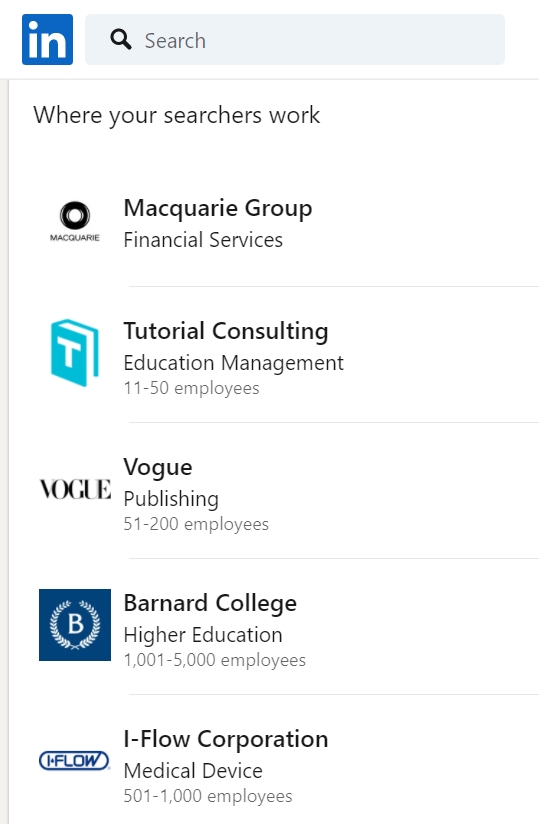 in
Search
Where your searchers work
MACQUARIE
Macquarie Group
Financial Services
T
Tutorial Consulting
Education Management
11-50 employees
VOGUE
Vogue
Publishing
51-200 employees
B
Barnard College
Higher Education
1,001-5,000 employees
I-FLOW
I-Flow Corporation
Medical Device
501-1,000 employees